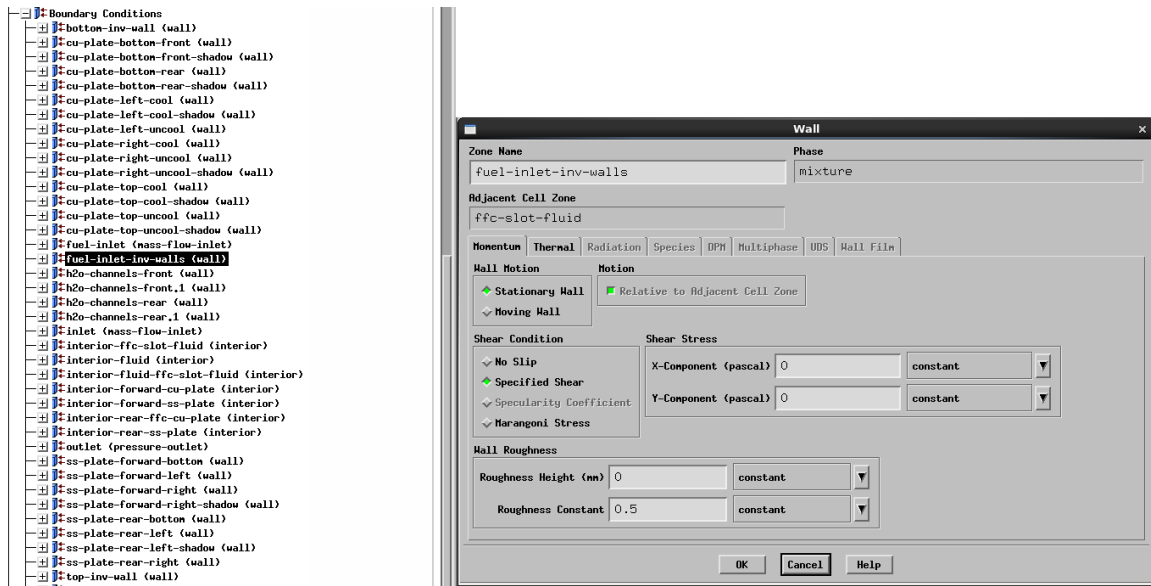 Boundary Conditions
bottom-inv-wall (wall)
cu-plate-bottom-front (wall)
cu-plate-bottom-front-shadow (wall)
cu-plate-bottom-rear (wall)
cu-plate-bottom-rear-shadow (wall)
cu-plate-left-cool (wall)
cu-plate-left-cool-shadow (wall)
cu-plate-left-uncool (wall)
cu-plate-right-cool (wall)
cu-plate-right-uncool (wall)
cu-plate-right-uncool-shadow (wall)
cu-plate-top-cool (wall)
cu-plate-top-cool-shadow (wall)
cu-plate-top-uncool (wall)
cu-plate-top-uncool-shadow (wall)
fuel-inlet (mass-flow-inlet)
fuel-inlet-inv-walls (wall)
h2o-channels-front (wall)
h2o-channels-front.1 (wall)
h2o-channels-rear (wall)
h2o-channels-rear.1 (wall)
inlet (mass-flow-inlet)
interior-ffc-slot-fluid (interior)
interior-fluid (interior)
interior-fluid-ffc-slot-fluid (interior)
interior-forward-cu-plate (interior)
interior-forward-ss-plate (interior)
interior-rear-ffc-cu-plate (interior)
interior-rear-ss-plate (interior)
outlet (pressure-outlet)
ss-plate-forward-bottom (wall)
ss-plate-forward-left (wall)
ss-plate-forward-right (wall)
ss-plate-forward-right-shadow (wall)
ss-plate-rear-bottom (wall)
ss-plate-rear-left (wall)
ss-plate-rear-left-shadow (wall)
ss-plate-rear-right (wall)
top-inv-wall (wall)
Wall
Zone Name Phase
fuel-inlet-inv-walls mixture
Adjacent Cell Zone
ffc-slot-fluid
Momentum Thermal Radiation Species DPM Multiphase UDS Wall Film
Wall Motion Motion
Stationary Wall Relative to Adjacent Cell Zone
Moving Wall
Shear Condition Shear Stress
No Slip
X-Component (pascal) 0 constant
Specified Shear
Y-Component (pascal) 0 constant
Specularity Coefficient
Marangoni Stress
Wall Roughness
Roughness Height (mm) 0 constant
Roughness Constant 0.5 constant
OK Cancel Help